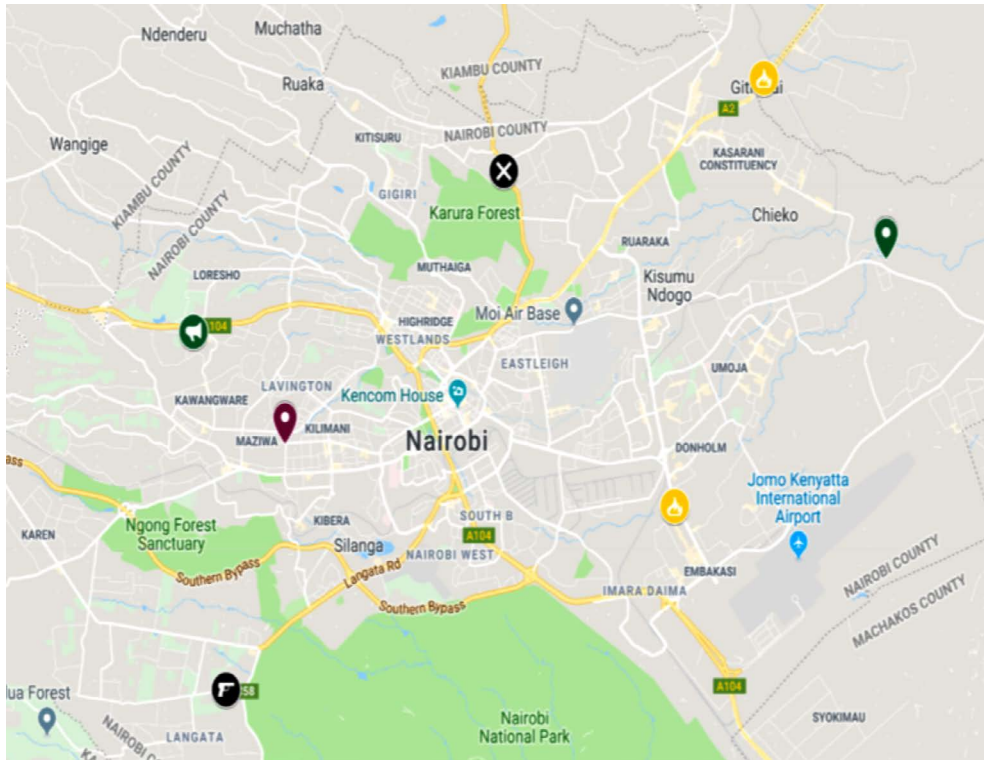 Ndenderu
Muchatha
Ruaka
KIAMBU COUNTY
A2
KITISURU
NAIROBI COUNTY
Wangige
KASARANI
CONSTITUENCY
KIAMBU COUNTY
NAIROBI COUNTY
GIGIRI
Karura Forest
Chieko
RUARAKA
MUTHAIGA
LORESHO
Kisumu
Ndogo
Moi Air Base
104
HIGHRIDGE
WESTLANDS
EASTLEIGH
UMOJA
LAVINGTON
Kencom House
KAWANGWARE
KILIMANI
MAZIWA
Nairobi
DONHOLM
Jomo Kenyatta
International
Airport
SOUTH B
KIBERA
Ngong Forest
Sanctuary
KAREN
A104
Silanga
NAIROBI WEST
Langata Rd
Southern Bypass
Southern Bypass
EMBAKASI
IMARA DAIMA
NAIROBI COUNTY
MACHAKOS COUNTY
A104
58
SYOKIMAU
Nairobi
National Park
LANGATA
Forest
NAIROBI